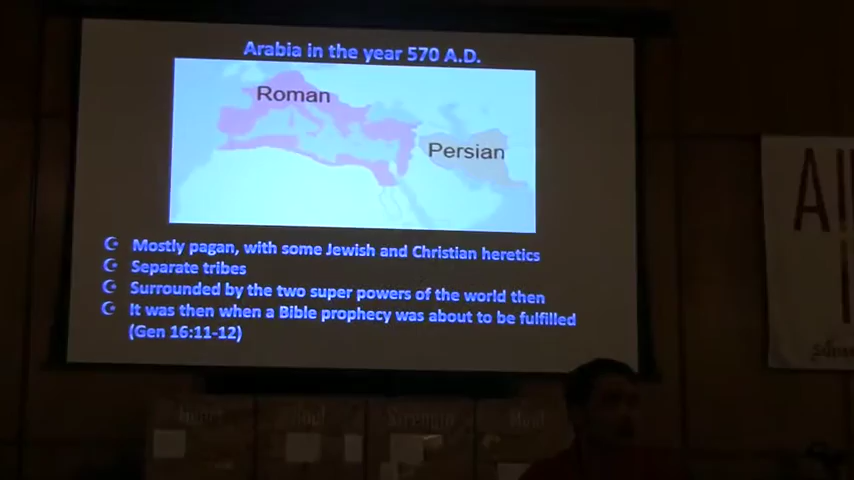 Arabia in the year 570 A.D.
Roman
Persian
Mostly pagan, with some Jewish and Christian heretics
Separate tribes
Surrounded by the two super powers of the world then
It was then when a Bible prophecy was about to be fulfilled
(Gen 16:11-12)
Soul
Strength